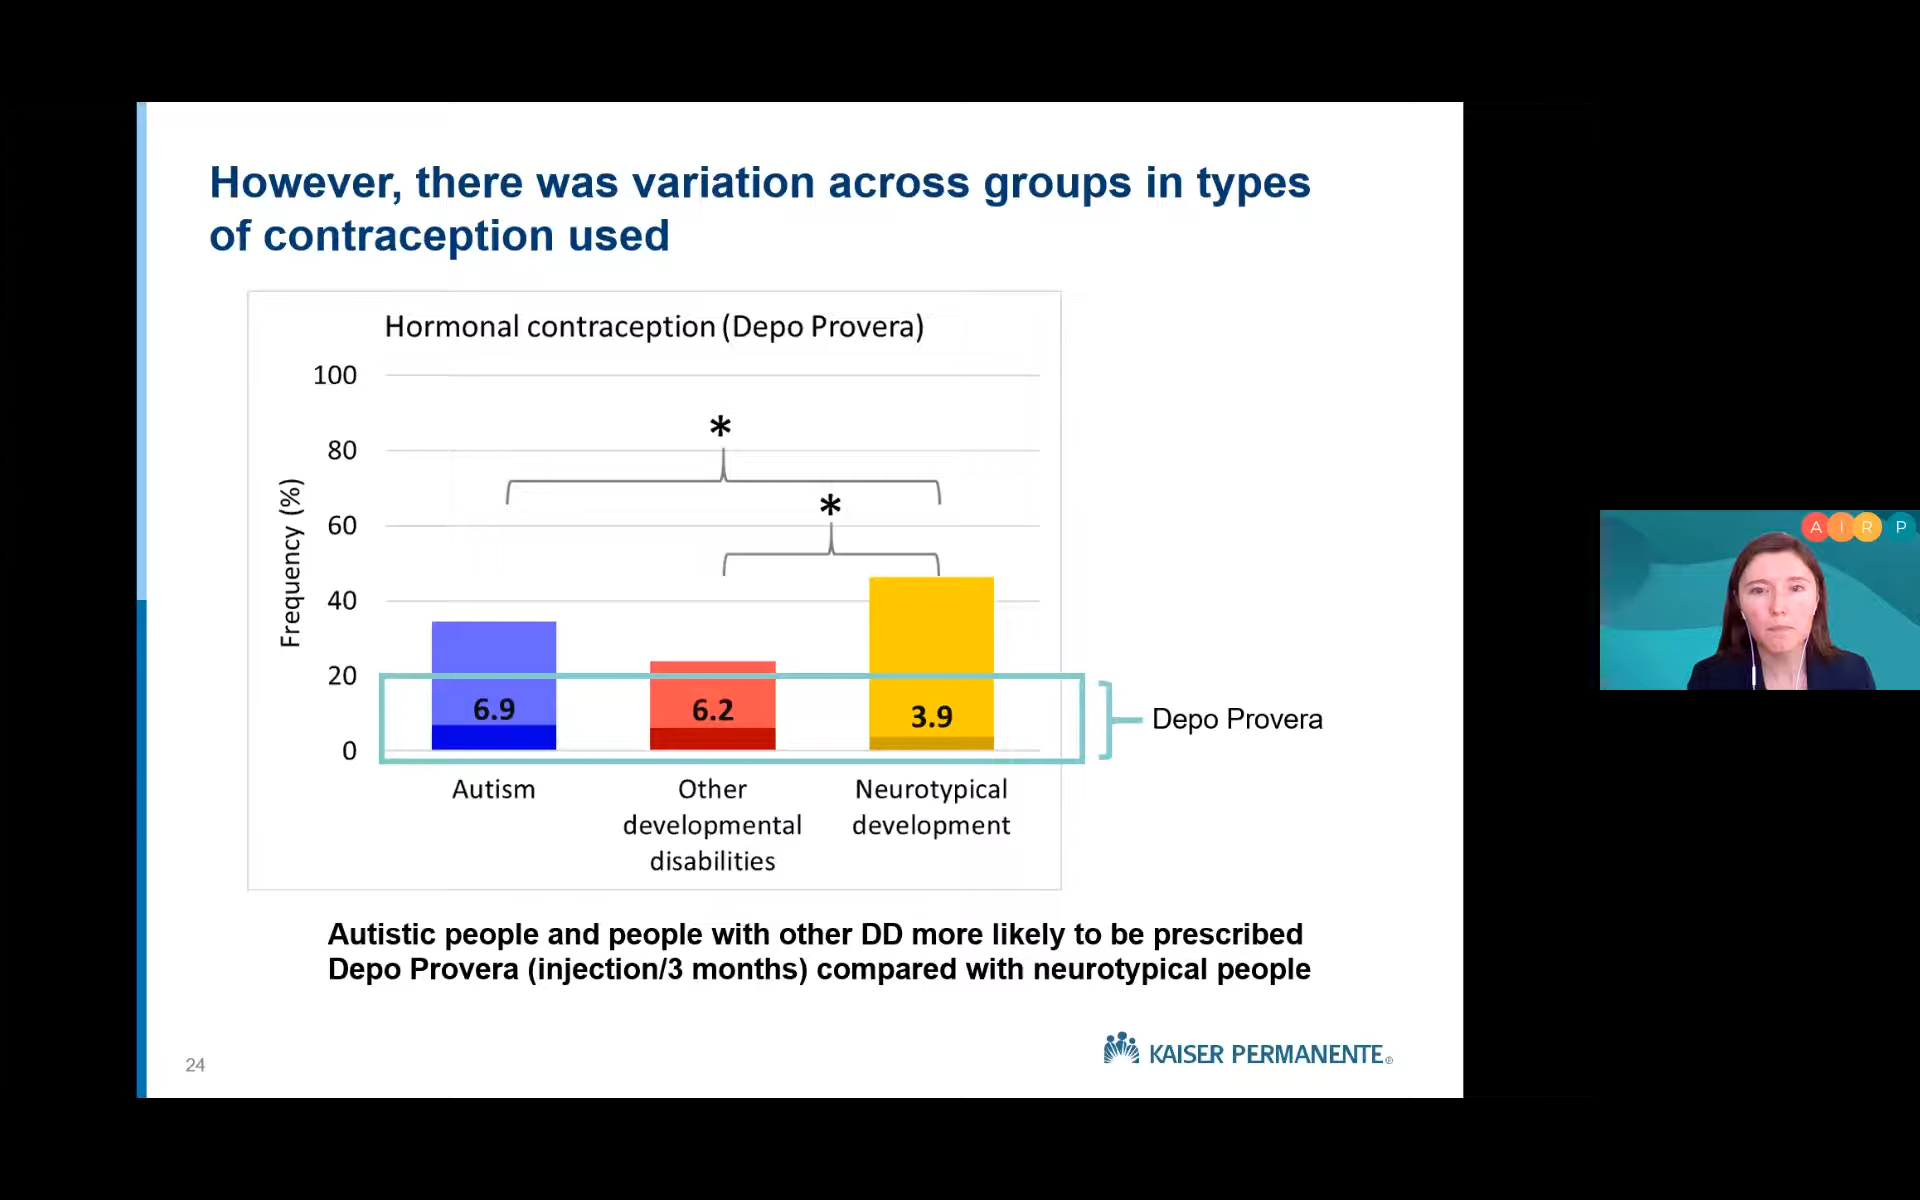 However, there was variation across groups in types
of contraception used
Hormonal contraception (Depo Provera)
100
80
60
40
20
0
Frequency (%)
*
*
6.9
6.2
3.9
Depo Provera
Autism
Other
developmental
disabilities
Neurotypical
development
Autistic people and people with other DD more likely to be prescribed
Depo Provera (injection/3 months) compared with neurotypical people
24
KAISER PERMANENTE®
A I R P